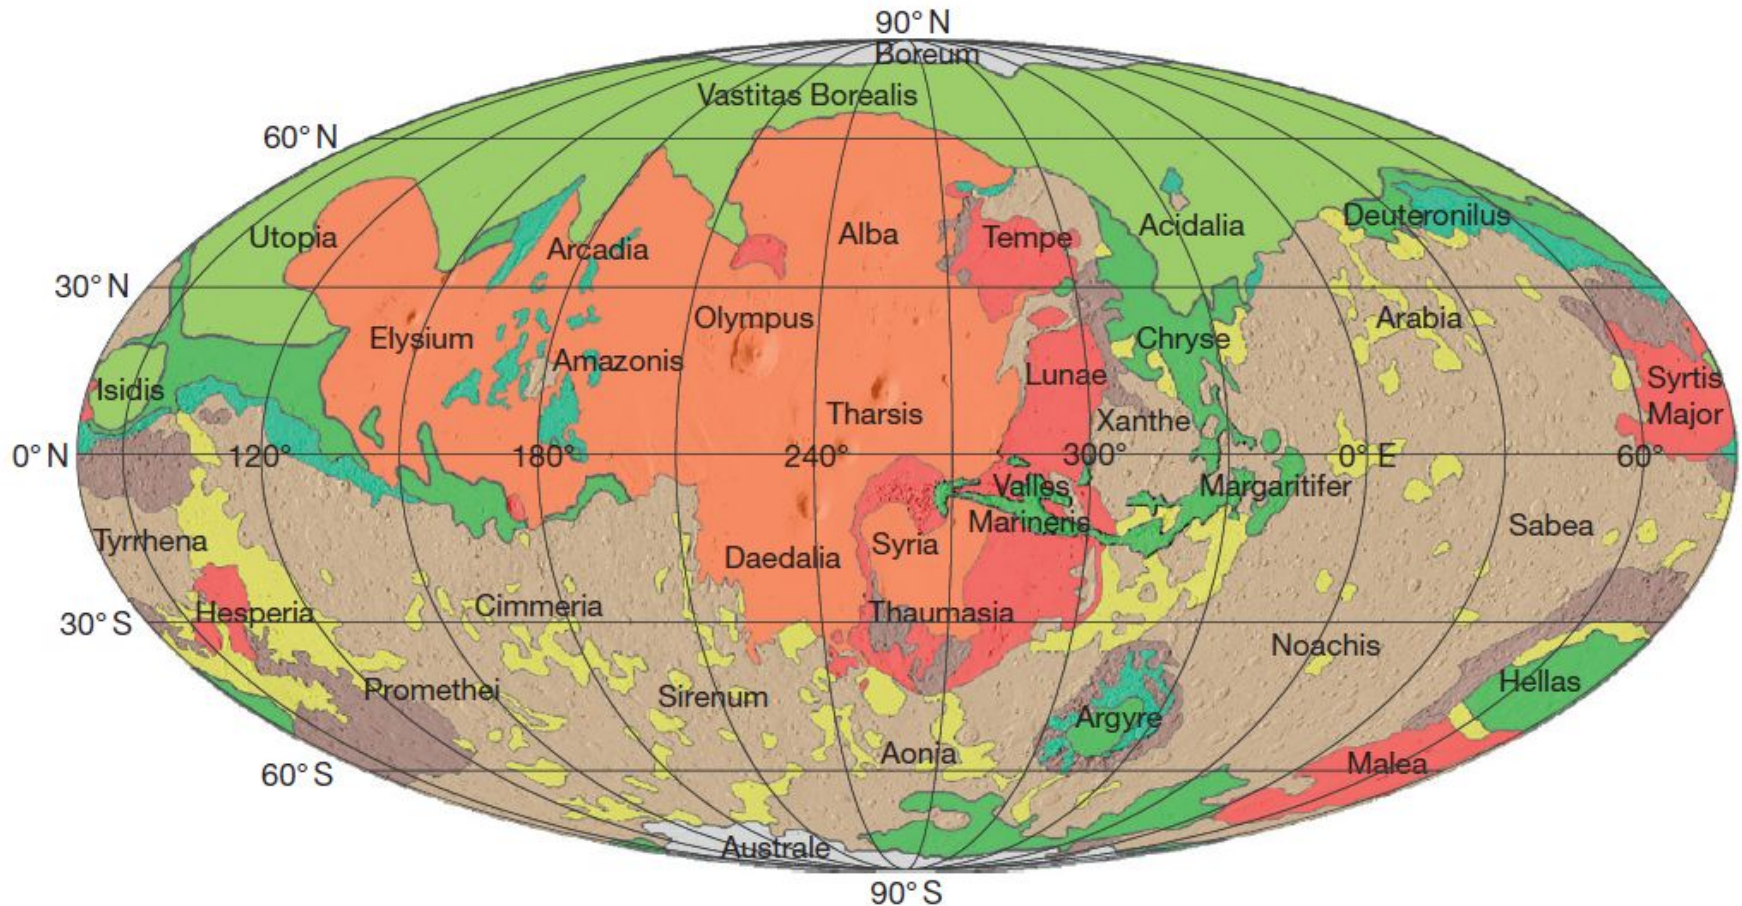 90° N
Boreum
Vastitas Borealis
60° N
Deuteronilus
Acidalia
Utopia
Arcadia
Alba
Tempe
30° N
Olympus
Arabia
Elysium
Chryse
Amazonis
Lunae
Isidis
Syrtis
Major
Tharsis
Xanthe
0° N
120°
180°
240°
300°
0° E
60°
Valles
Marineris
Margaritifer
Tyrrhena
Daedalia
Syria
Sabea
Hesperia
Cimmeria
Thaumasia
30° S
Noachis
Promethei
Sirenum
Hellas
Argyre
Aonia
Malea
60° S
Australe
90° S